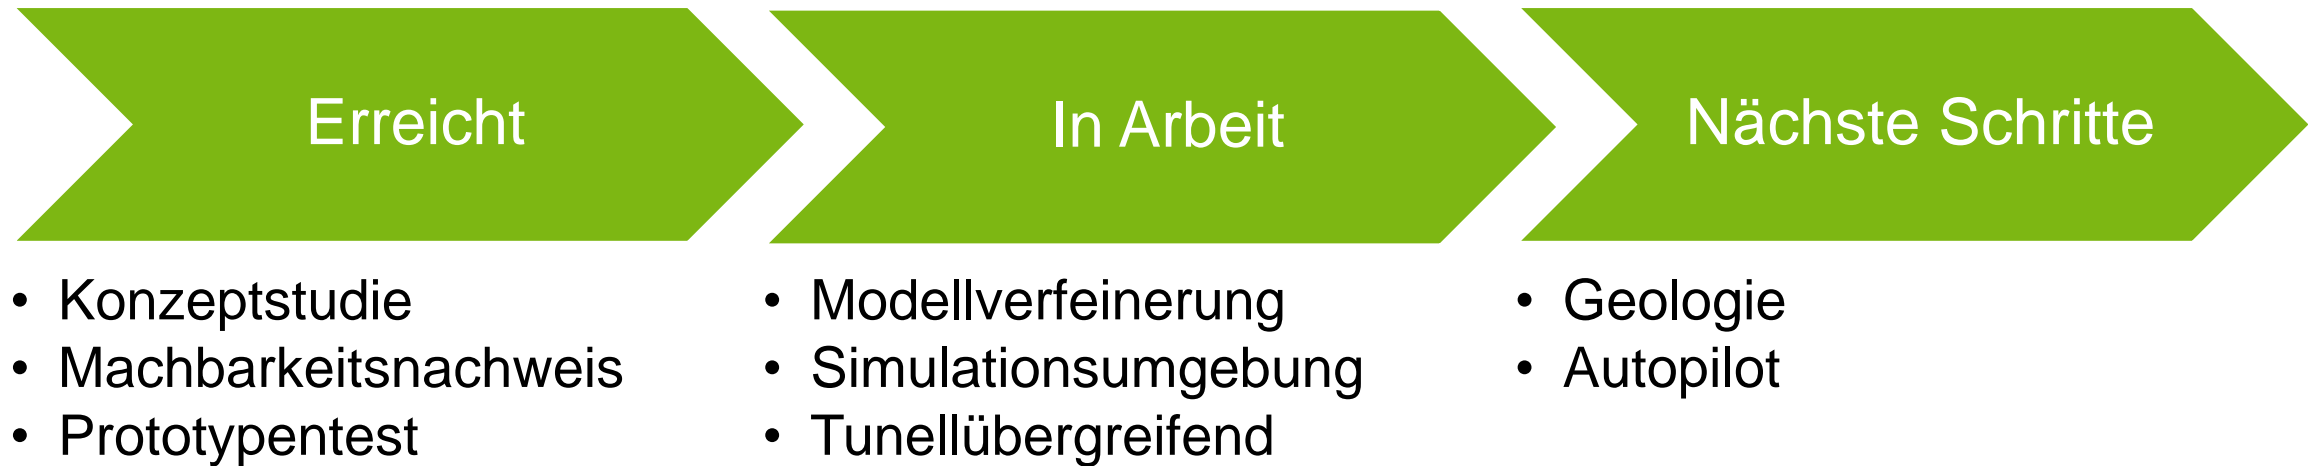 Erreicht
• Konzeptstudie
• Machbarkeitsnachweis
• Prototypentest
In Arbeit
• Modellverfeinerung
• Simulationsumgebung
• Tunellübergreifend
Nächste Schritte
• Geologie
• Autopilot